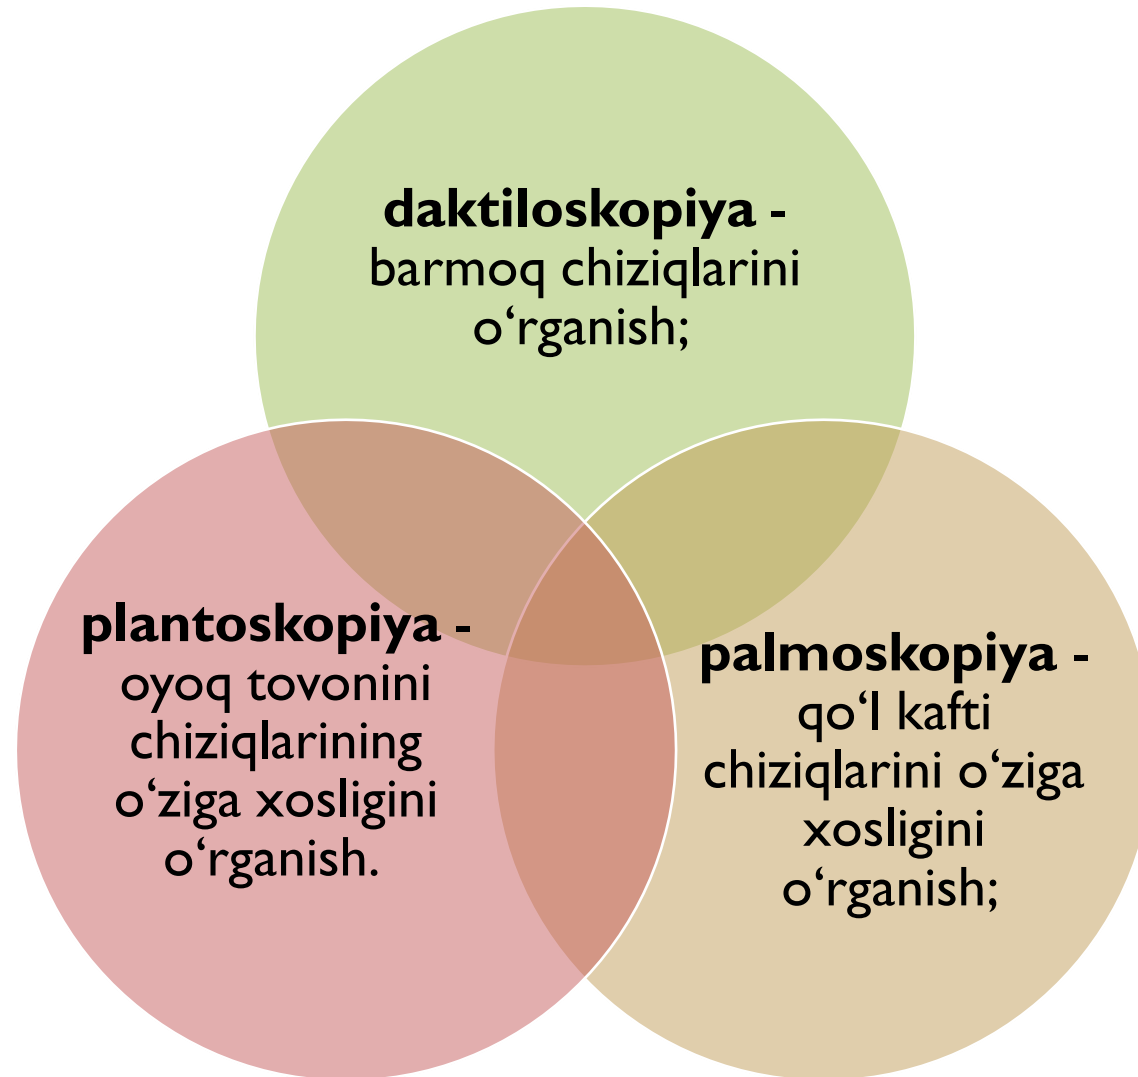 daktiloskopiya -
barmoq chiziqlarini
o‘rganish;
plantoskopiya -
oyoq tovonini
chiziqlarining
o‘ziga xosligini
o‘rganish.
palmoskopiya -
qo‘l kafti
chiziqlarini o‘ziga
xosligini
o‘rganish;